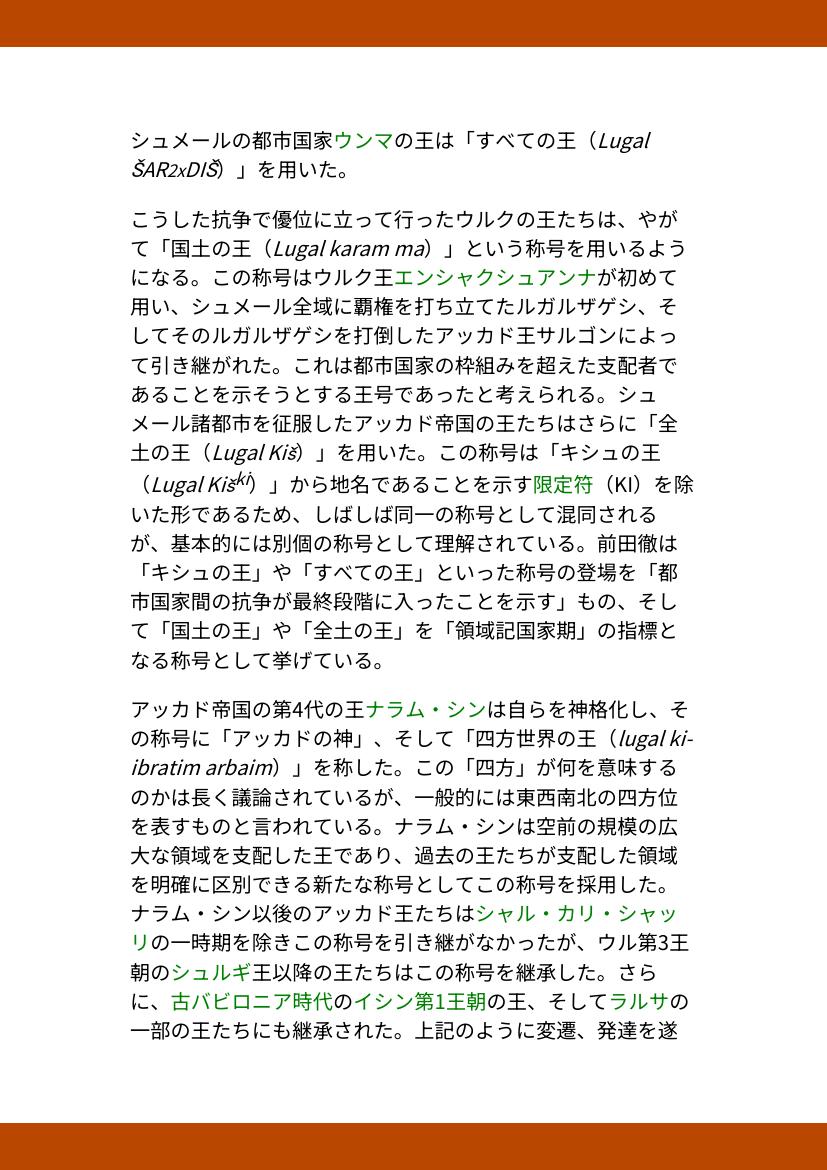 シュメールの都市国家ウンマの王は「すべての王（Lugal
ŠAR2xDIŠ）」を用いた。
こうした抗争で優位に立って行ったウルクの王たちは、やが
て「国土の王（Lugal karam ma）」という称号を用いるよう
になる。この称号はウルク王エンシャクシュアンナが初めて
用い、シュメール全域に覇権を打ち立てたルガルザゲシ、そ
してそのルガルザゲシを打倒したアッカド王サルゴンによっ
て引き継がれた。これは都市国家の枠組みを超えた支配者で
あることを示そうとする王号であったと考えられる。シュ
メール諸都市を征服したアッカド帝国の王たちはさらに「全
土の王（Lugal Kiš）」を用いた。この称号は「キシュの王
（Lugal Kiški）」から地名であることを示す限定符（KI）を除
いた形であるため、しばしば同一の称号として混同される
が、基本的には別個の称号として理解されている。前田徹は
「キシュの王」や「すべての王」といった称号の登場を「都
市国家間の抗争が最終段階に入ったことを示す」もの、そし
て「国土の王」や「全土の王」を「領域記国家期」の指標と
なる称号として挙げている。
アッカド帝国の第4代の王ナラム・シンは自らを神格化し、そ
の称号に「アッカドの神」、そして「四方世界の王（lugal ki-
ibratim arbaim）」を称した。この「四方」が何を意味する
のかは長く議論されているが、一般的には東西南北の四方位
を表すものと言われている。ナラム・シンは空前の規模の広
大な領域を支配した王であり、過去の王たちが支配した領域
を明確に区別できる新たな称号としてこの称号を採用した。
ナラム・シン以後のアッカド王たちはシャル・カリ・シャッ
リの一時期を除きこの称号を引き継がなかったが、ウル第3王
朝のシュルギ王以降の王たちはこの称号を継承した。さら
に、古バビロニア時代のイシン第1王朝の王、そしてラルサの
一部の王たちにも継承された。上記のように変遷、発達を遂